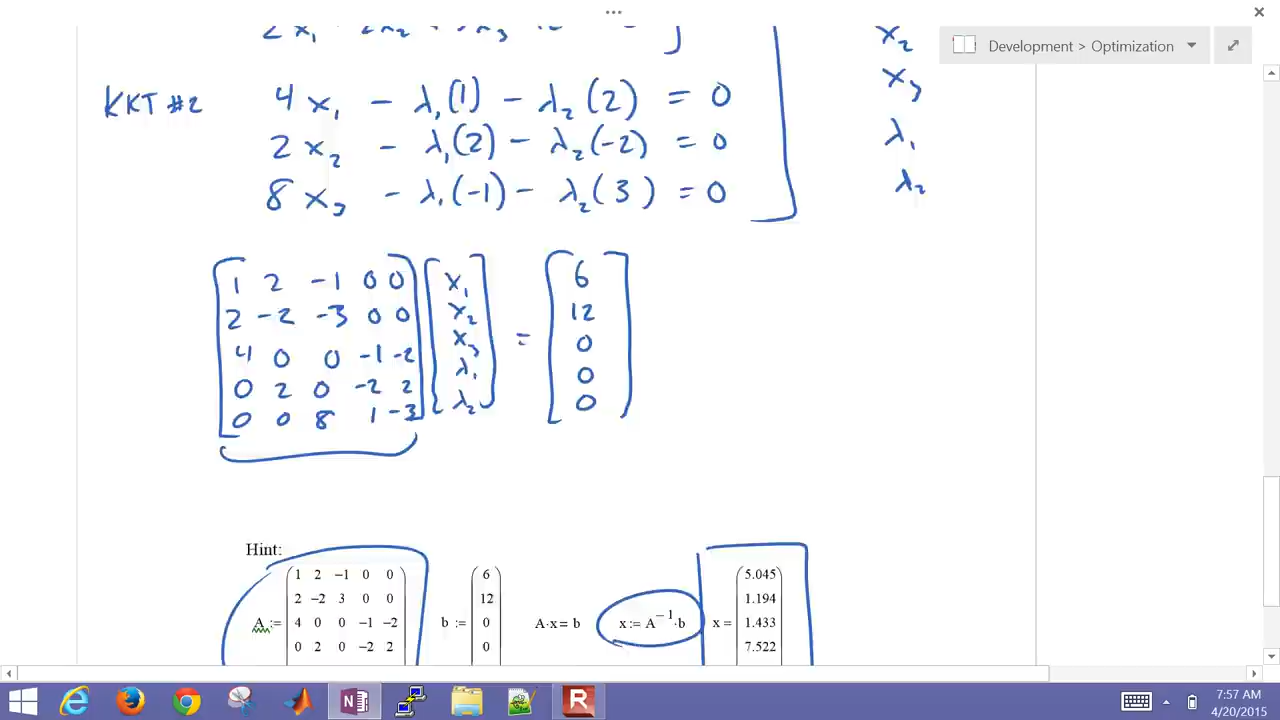 Development > Optimization
x₂
x₃
KKT #2 4x₁ - λ₁(1) - λ₂(2) = 0
λ₁
2x₂ - λ₁(2) - λ₂(-2) = 0
λ₂
8x₃ - λ₁(-1) - λ₂(3) = 0
1 2 -1 0 0 x₁ 6
2 -2 -3 0 0 x₂ 12
4 0 0 -1 -2 x₃ = 0
0 2 0 -2 2 λ₁ 0
0 0 8 1 -3 λ₂ 0
Hint:
1 2 −1 0 0 6 5.045
2 −2 3 0 0 12 1.194
A := 4 0 0 −1 −2 b := 0 A·x = b x := A⁻¹·b x = 1.433
0 2 0 −2 2 0 7.522
7:57 AM
4/20/2015